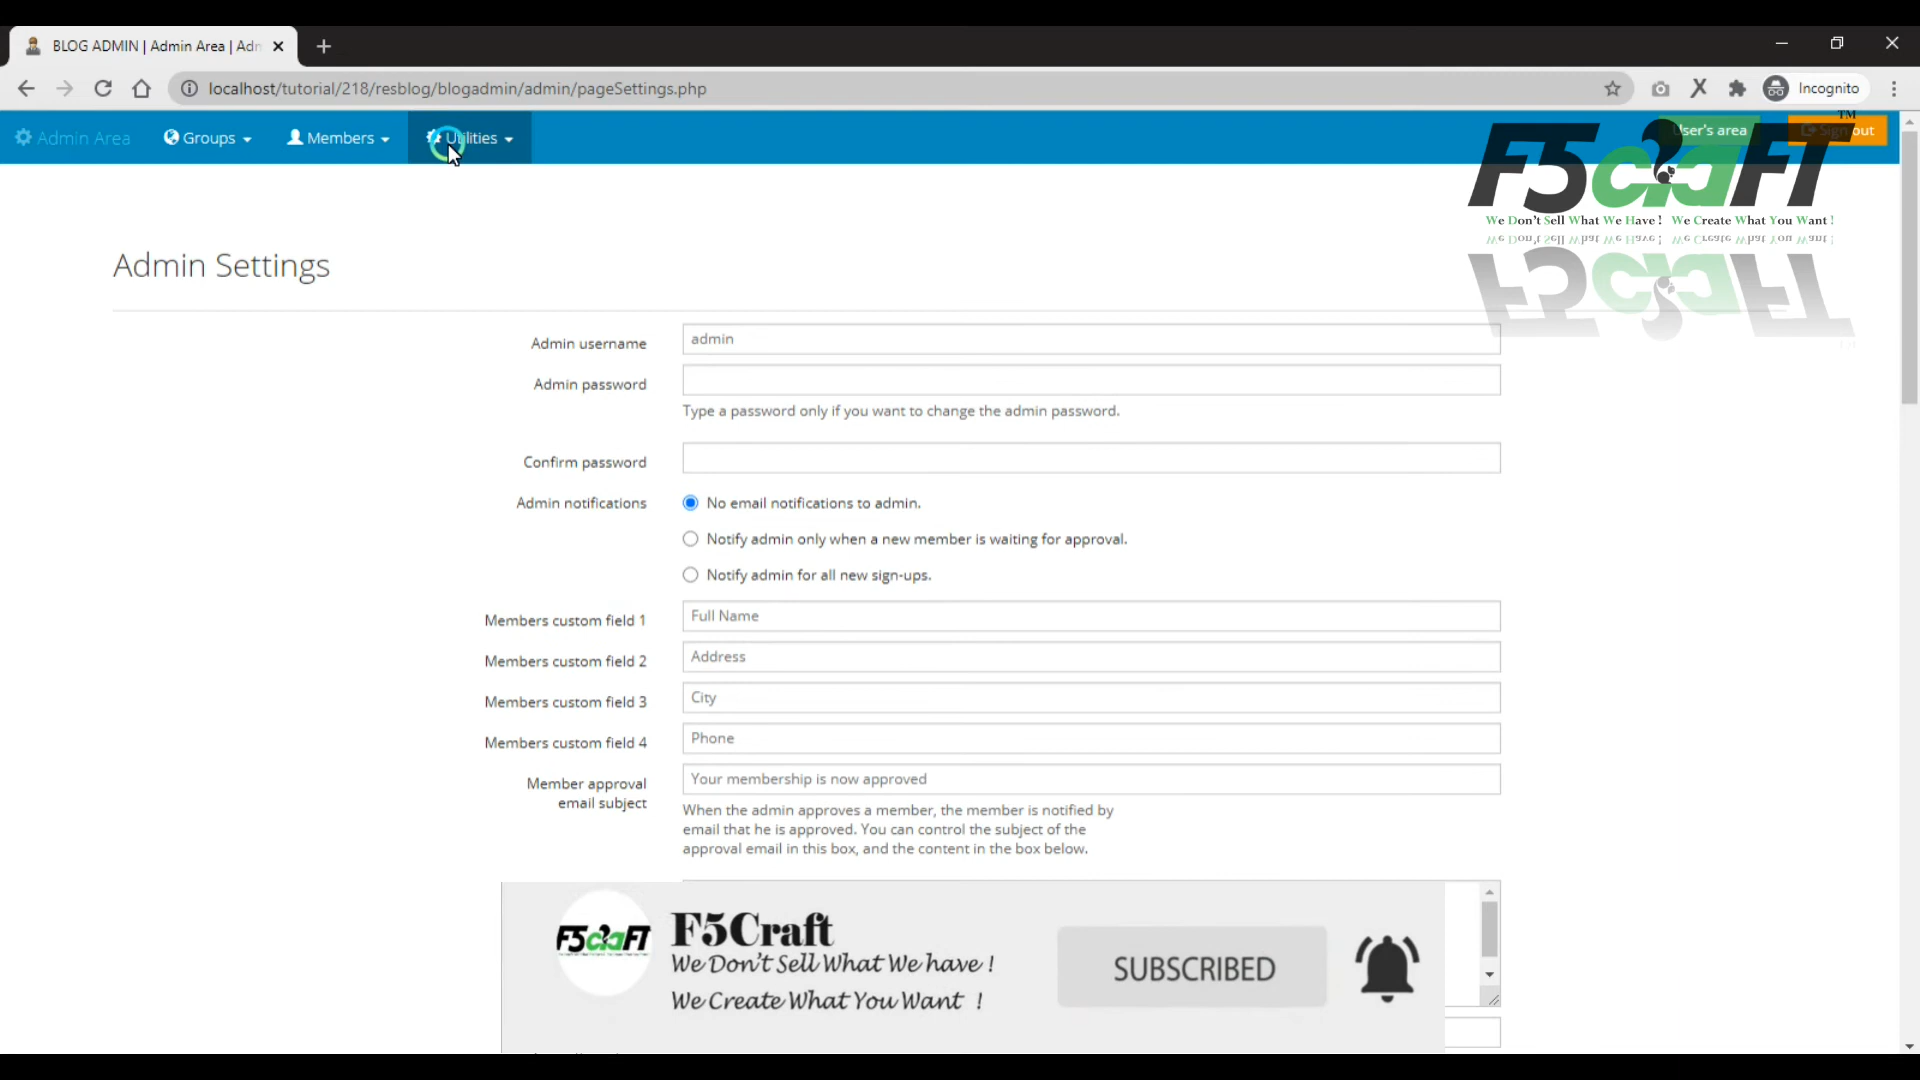 BLOG ADMIN | Admin Area | Adn
localhost/tutorial/218/resblog/blogadmin/admin/pageSettings.php
Incognito
Admin Area
Groups
Members
Utilities
User's area
Sign out
F5craft TM
We Don't Sell What We Have ! We Create What You Want !
Admin Settings
Admin username
admin
Admin password
Type a password only if you want to change the admin password.
Confirm password
Admin notifications
No email notifications to admin.
Notify admin only when a new member is waiting for approval.
Notify admin for all new sign-ups.
Members custom field 1
Full Name
Members custom field 2
Address
Members custom field 3
City
Members custom field 4
Phone
Member approval
email subject
Your membership is now approved
When the admin approves a member, the member is notified by
email that he is approved. You can control the subject of the
approval email in this box, and the content in the box below.
F5craft
F5Craft
We Don't Sell What We have !
We Create What You Want !
SUBSCRIBED